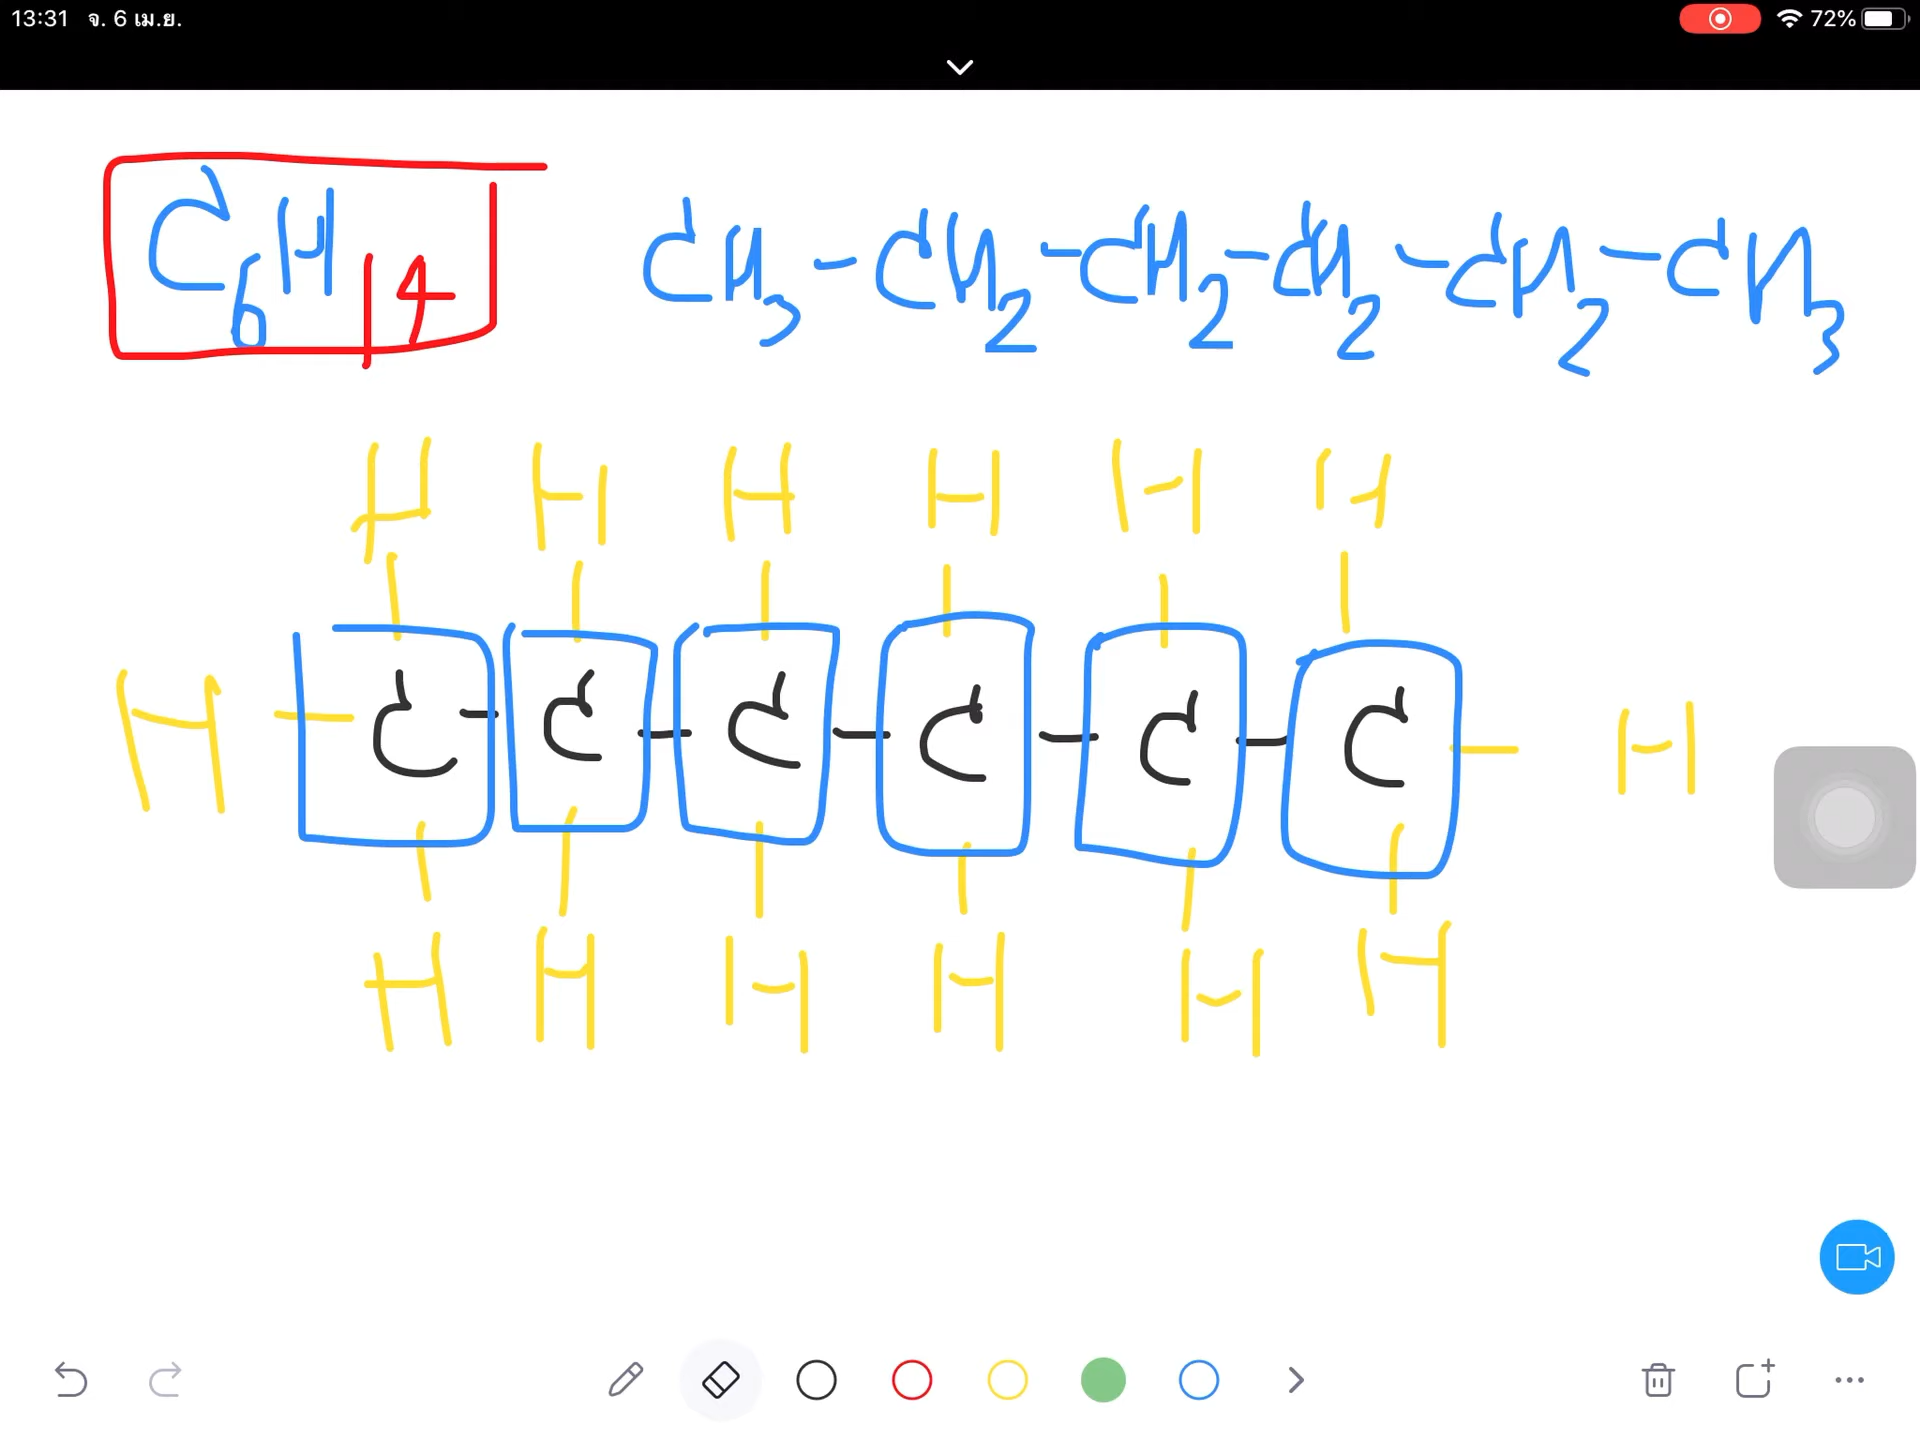 13:31 จ. 6 เม.ย. 72%
C6H14 CH3-CH2-CH2-CH2-CH2-CH3
H H H H H H
H-C-C-C-C-C-C-H
H H H H H H